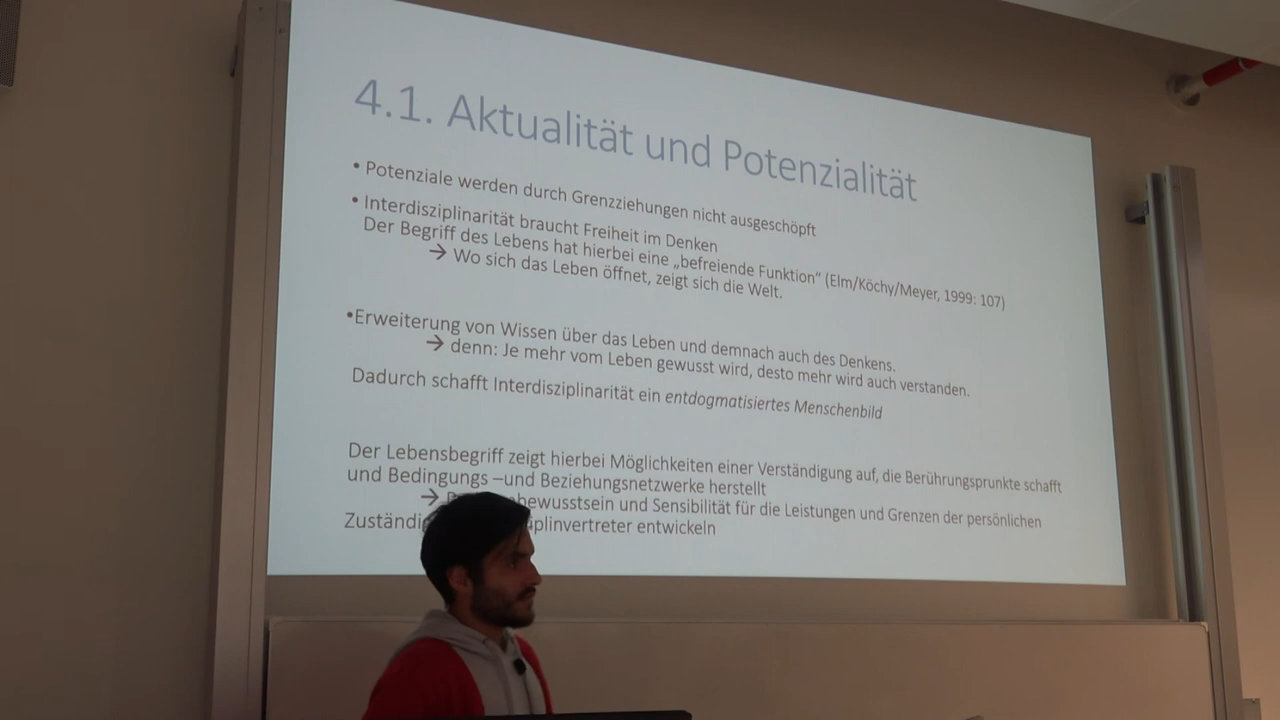 4.1. Aktualität und Potenzialität
• Potenziale werden durch Grenzziehungen nicht ausgeschöpft
• Interdisziplinarität braucht Freiheit im Denken
Der Begriff des Lebens hat hierbei eine „befreiende Funktion“ (Elm/Köchy/Meyer, 1999: 107)
→ Wo sich das Leben öffnet, zeigt sich die Welt.
•Erweiterung von Wissen über das Leben und demnach auch des Denkens.
→ denn: Je mehr vom Leben gewusst wird, desto mehr wird auch verstanden.
Dadurch schafft Interdisziplinarität ein entdogmatisiertes Menschenbild
Der Lebensbegriff zeigt hierbei Möglichkeiten einer Verständigung auf, die Berührungsprunkte schafft
und Bedingungs –und Beziehungsnetzwerke herstellt
→ bewusstsein und Sensibilität für die Leistungen und Grenzen der persönlichen
entwickeln